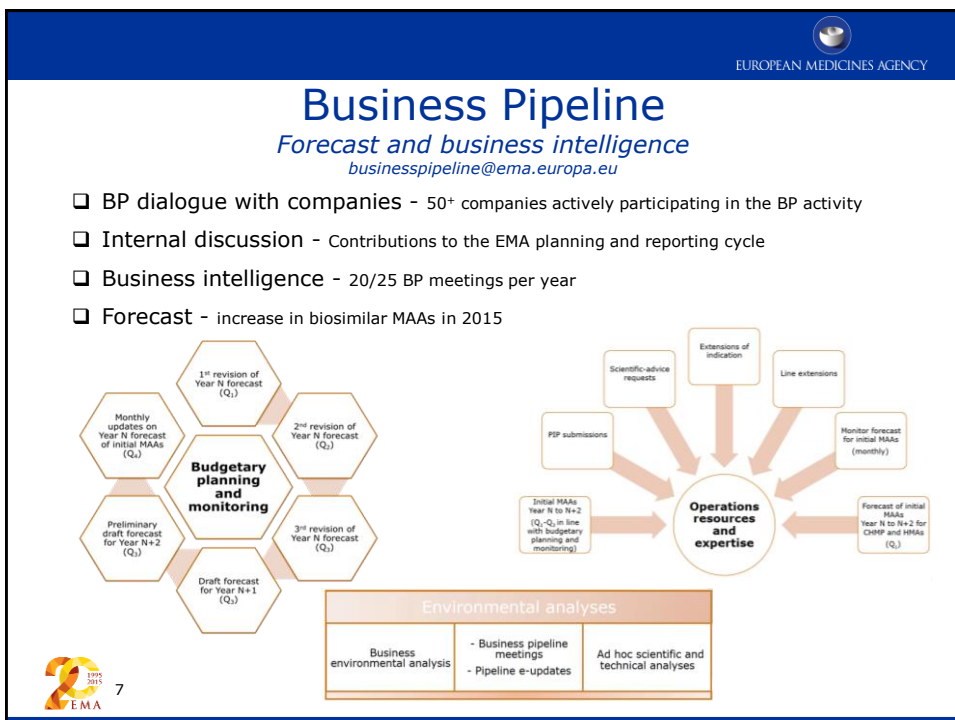 EUROPEAN MEDICINES AGENCY
Business Pipeline
Forecast and business intelligence
businesspipeline@ema.europa.eu
❑ BP dialogue with companies - 50⁺ companies actively participating in the BP activity
❑ Internal discussion - Contributions to the EMA planning and reporting cycle
❑ Business intelligence - 20/25 BP meetings per year
❑ Forecast - increase in biosimilar MAAs in 2015
1st revision of
Year N forecast
(Q₁)
2nd revision of
Year N forecast
(Q₂)
3rd revision of
Year N forecast
(Q₃)
Draft forecast
for Year N+1
(Q₃)
Preliminary
draft forecast
for Year N+2
(Q₃)
Monthly
updates on
Year N forecast
of initial MAAs
(Q₄)
Budgetary
planning
and
monitoring
Initial MAAs
Year N to N+2
(Q₁-Q₃ in line
with budgetary
planning and
monitoring)
PIP submissions
Scientific-advice
requests
Extensions of
indication
Line extensions
Monitor forecast
for initial MAAs
(monthly)
Forecast of initial
MAAs
Year N to N+2 for
CHMP and HMAs
(Q₁)
Operations
resources
and
expertise
Environmental analyses
Business
environmental analysis
- Business pipeline
meetings
- Pipeline e-updates
Ad hoc scientific and
technical analyses
20
1995
2015
EMA
7